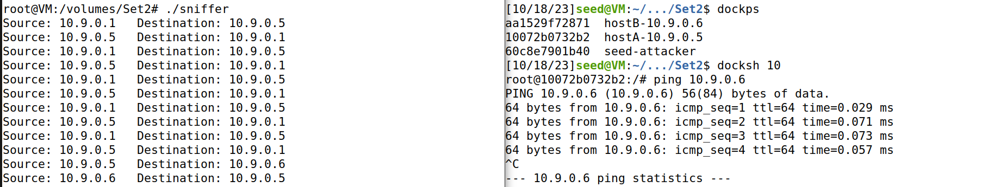 root@VM:/volumes/Set2# ./sniffer
Source: 10.9.0.1   Destination: 10.9.0.5
Source: 10.9.0.5   Destination: 10.9.0.1
Source: 10.9.0.1   Destination: 10.9.0.5
Source: 10.9.0.5   Destination: 10.9.0.1
Source: 10.9.0.1   Destination: 10.9.0.5
Source: 10.9.0.5   Destination: 10.9.0.1
Source: 10.9.0.1   Destination: 10.9.0.5
Source: 10.9.0.5   Destination: 10.9.0.1
Source: 10.9.0.1   Destination: 10.9.0.5
Source: 10.9.0.5   Destination: 10.9.0.1
Source: 10.9.0.5   Destination: 10.9.0.6
Source: 10.9.0.6   Destination: 10.9.0.5
[10/18/23]seed@VM:~/.../Set2$ dockps
aa1529f72871  hostB-10.9.0.6
10072b0732b2  hostA-10.9.0.5
60c8e7901b40  seed-attacker
[10/18/23]seed@VM:~/.../Set2$ docksh 10
root@10072b0732b2:/# ping 10.9.0.6
PING 10.9.0.6 (10.9.0.6) 56(84) bytes of data.
64 bytes from 10.9.0.6: icmp_seq=1 ttl=64 time=0.029 ms
64 bytes from 10.9.0.6: icmp_seq=2 ttl=64 time=0.071 ms
64 bytes from 10.9.0.6: icmp_seq=3 ttl=64 time=0.073 ms
64 bytes from 10.9.0.6: icmp_seq=4 ttl=64 time=0.057 ms
^C
--- 10.9.0.6 ping statistics ---